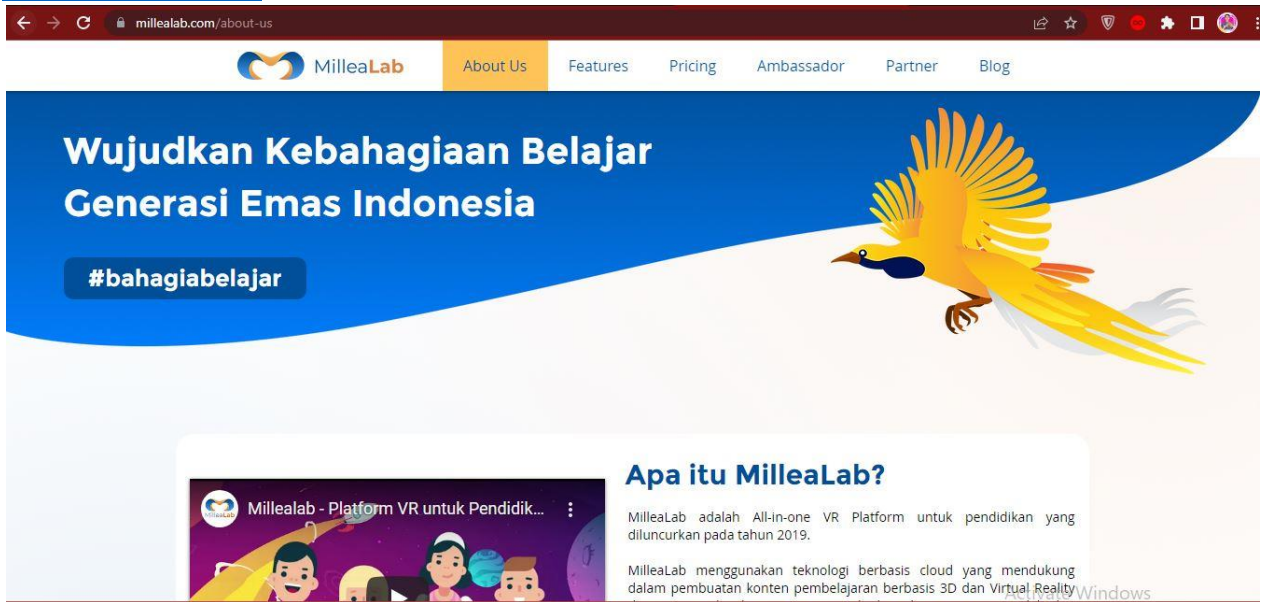 millealab.com/about-us
MilleaLab
About Us
Features
Pricing
Ambassador
Partner
Blog
Wujudkan Kebahagiaan Belajar
Generasi Emas Indonesia
#bahagiabelajar
MilleaLab
Millealab - Platform VR untuk Pendidik...
Apa itu MilleaLab?
MilleaLab adalah All-in-one VR Platform untuk pendidikan yang
diluncurkan pada tahun 2019.
MilleaLab menggunakan teknologi berbasis cloud yang mendukung
dalam pembuatan konten pembelajaran berbasis 3D dan Virtual Reality
Activate Windows